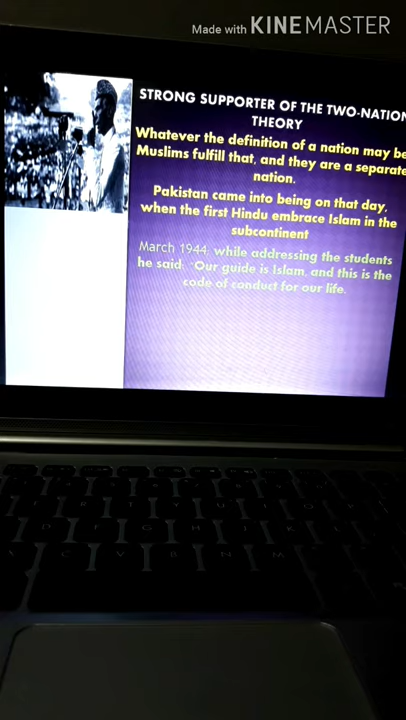 Made with KINEMASTER
STRONG SUPPORTER OF THE TWO-NATION
THEORY
Whatever the definition of a nation may be
Muslims fulfill that, and they are a separate
nation.
Pakistan came into being on that day,
when the first Hindu embrace Islam in the
subcontinent
March 1944, while addressing the students
he said: "Our guide is Islam, and this is the
code of conduct for our life.